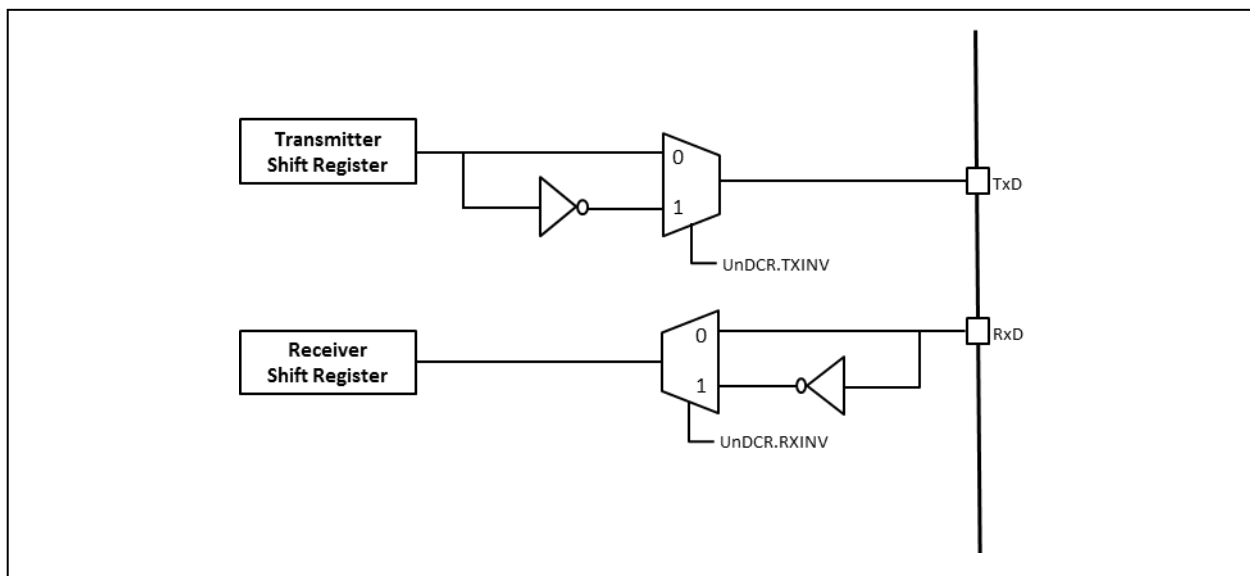 Transmitter
Shift Register
0
1
TxD
UnDCR.TXINV
RxD
Receiver
Shift Register
0
1
UnDCR.RXINV